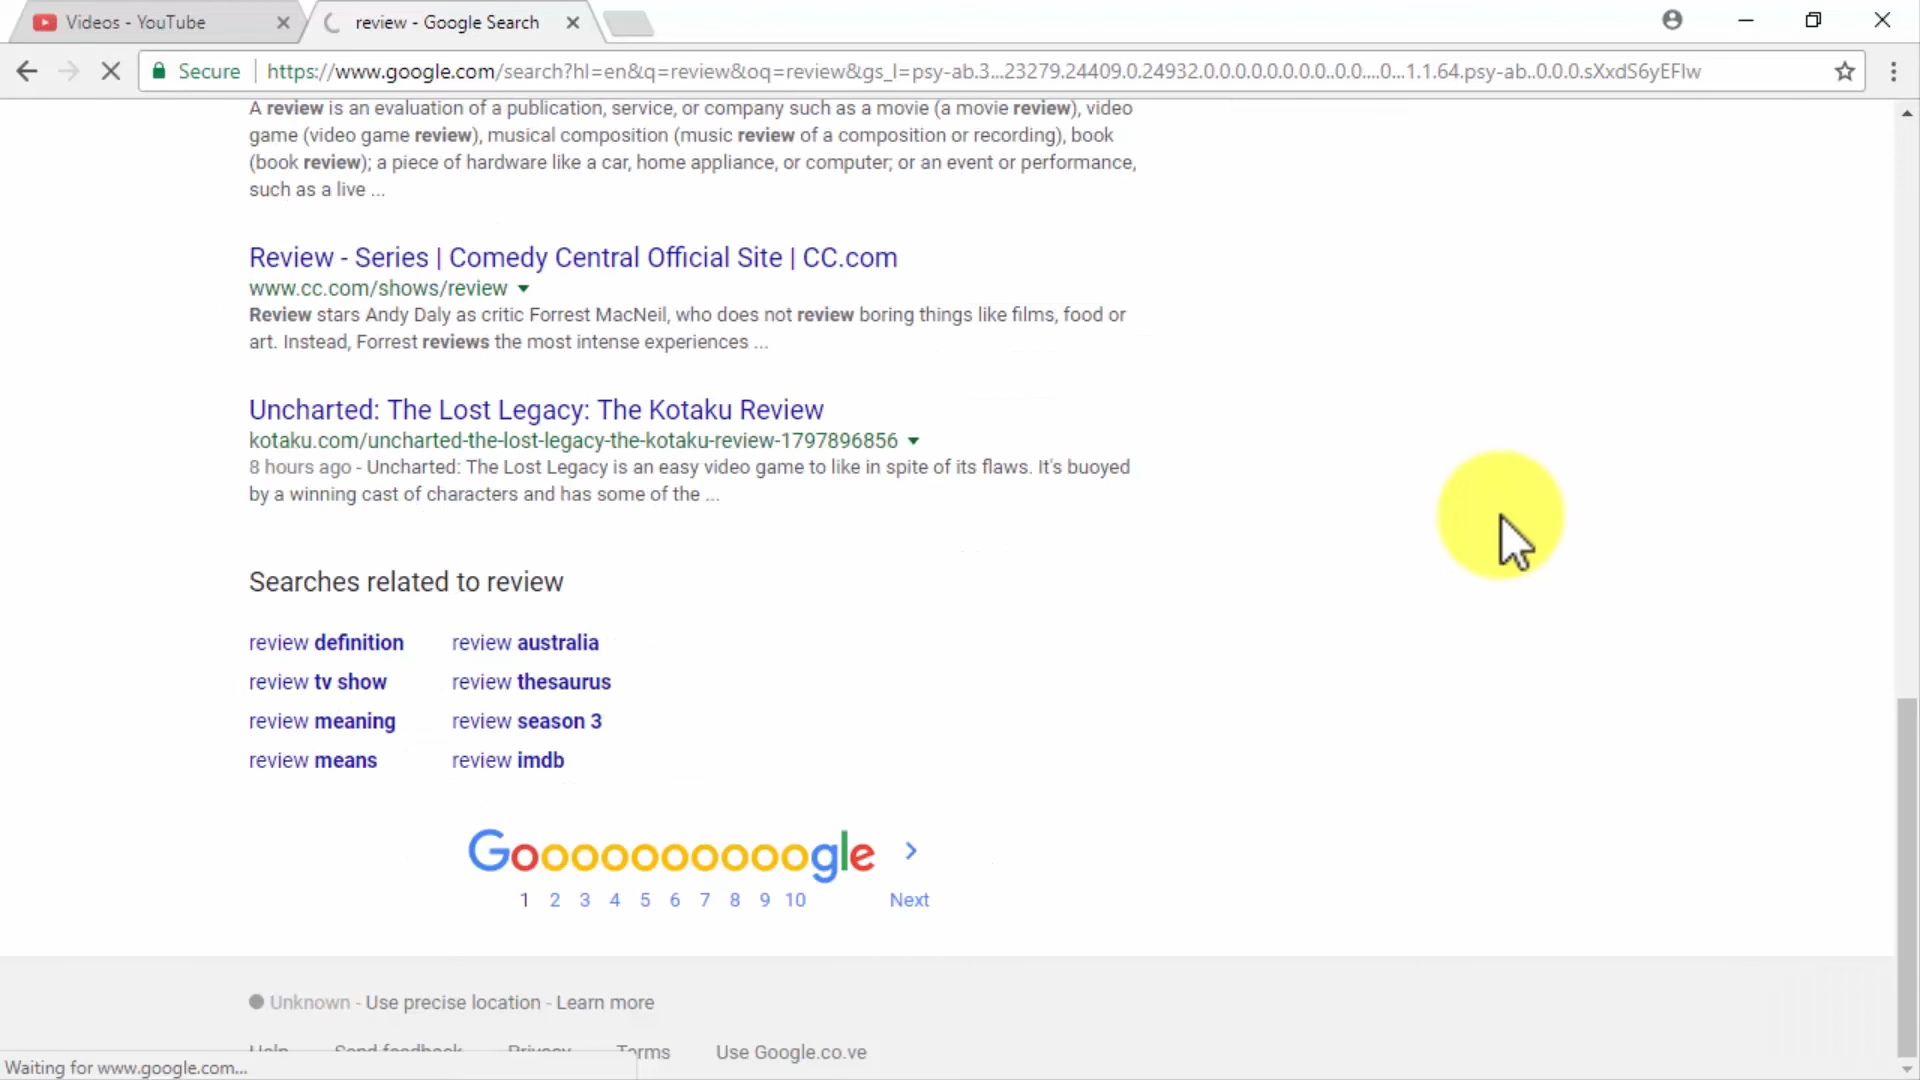 Videos - YouTube
review - Google Search
Secure
https://www.google.com/search?hl=en&q=review&oq=review&gs_l=psy-ab.3...23279.24409.0.24932.0.0.0.0.0.0.0.0..0.0....0...1.1.64.psy-ab..0.0.0.sXxdS6yEFlw
A review is an evaluation of a publication, service, or company such as a movie (a movie review), video
game (video game review), musical composition (music review of a composition or recording), book
(book review); a piece of hardware like a car, home appliance, or computer; or an event or performance,
such as a live ...
Review - Series | Comedy Central Official Site | CC.com
www.cc.com/shows/review
Review stars Andy Daly as critic Forrest MacNeil, who does not review boring things like films, food or
art. Instead, Forrest reviews the most intense experiences ...
Uncharted: The Lost Legacy: The Kotaku Review
kotaku.com/uncharted-the-lost-legacy-the-kotaku-review-1797896856
8 hours ago - Uncharted: The Lost Legacy is an easy video game to like in spite of its flaws. It's buoyed
by a winning cast of characters and has some of the ...
Searches related to review
review definition review australia
review tv show review thesaurus
review meaning review season 3
review means review imdb
Goooooooooogle
1 2 3 4 5 6 7 8 9 10 Next
Unknown - Use precise location - Learn more
Help Send feedback Privacy Terms Use Google.co.ve
Waiting for www.google.com...